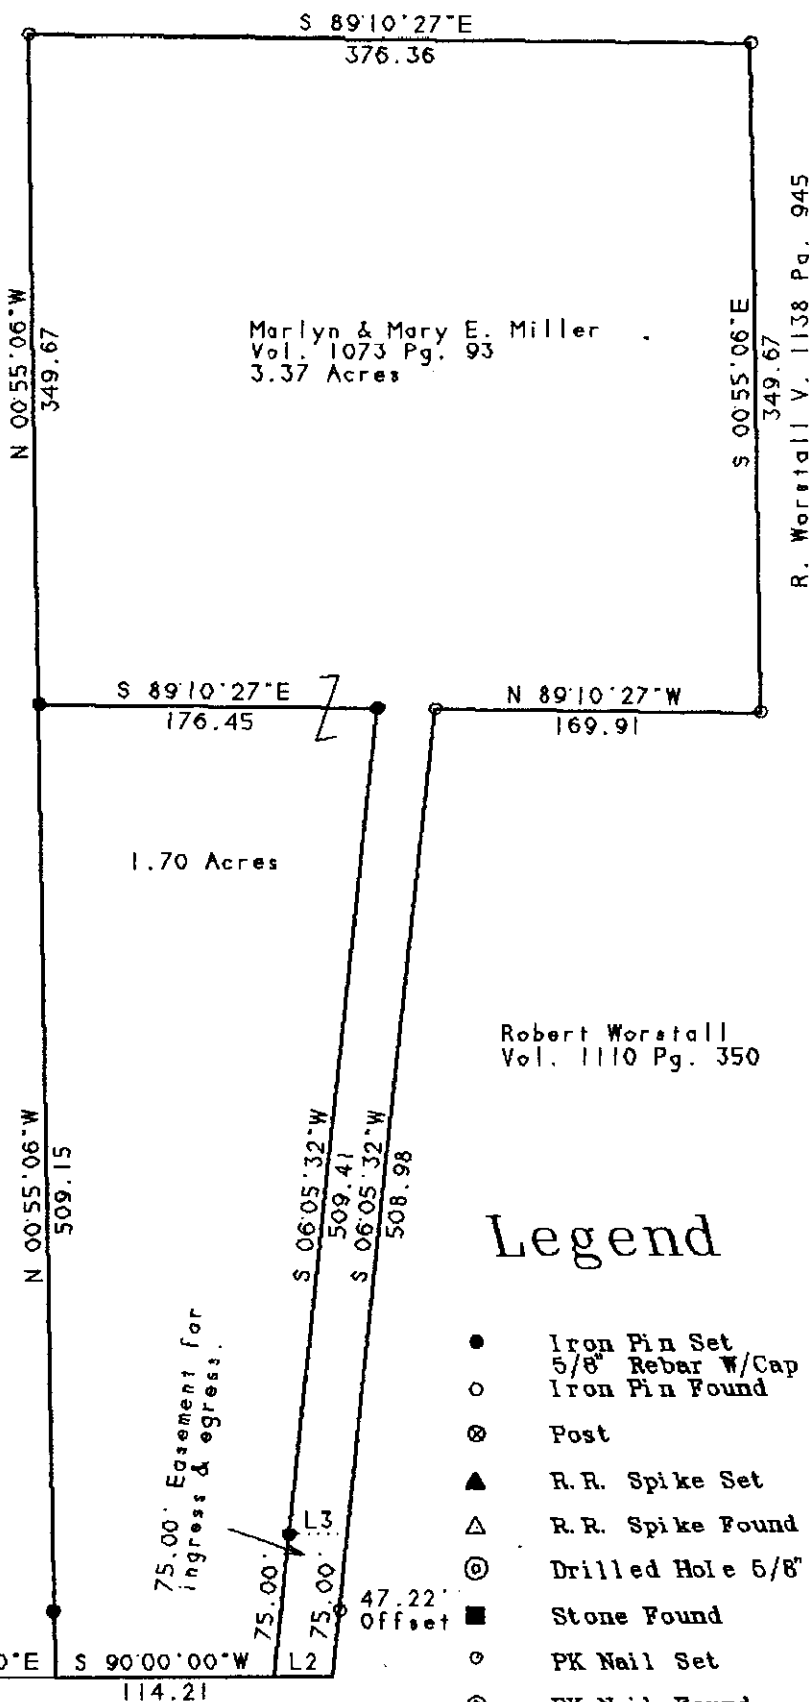 S 89°10'27"E
376.36
N 00°55'06"W
349.67
Marlyn & Mary E. Miller
Vol. 1073 Pg. 93
3.37 Acres
S 00°55'06"E
349.67
R. Worstall V. 1138 Pg. 945
S 89°10'27"E
176.45
N 89°10'27"W
169.91
1.70 Acres
Robert Worstall
Vol. 1110 Pg. 350
N 00°55'06"W
509.15
S 06°05'32"W
509.41
S 06°05'32"W
508.98
75.00' Easement for
ingress & egress.
L3
75.00'
75.00'
47.22'
Offset
0"E
S 90°00'00"W
114.21
L2
Legend
Iron Pin Set
5/8" Rebar W/Cap
Iron Pin Found
Post
R.R. Spike Set
R.R. Spike Found
Drilled Hole 5/8"
Stone Found
PK Nail Set
PK Nail Found